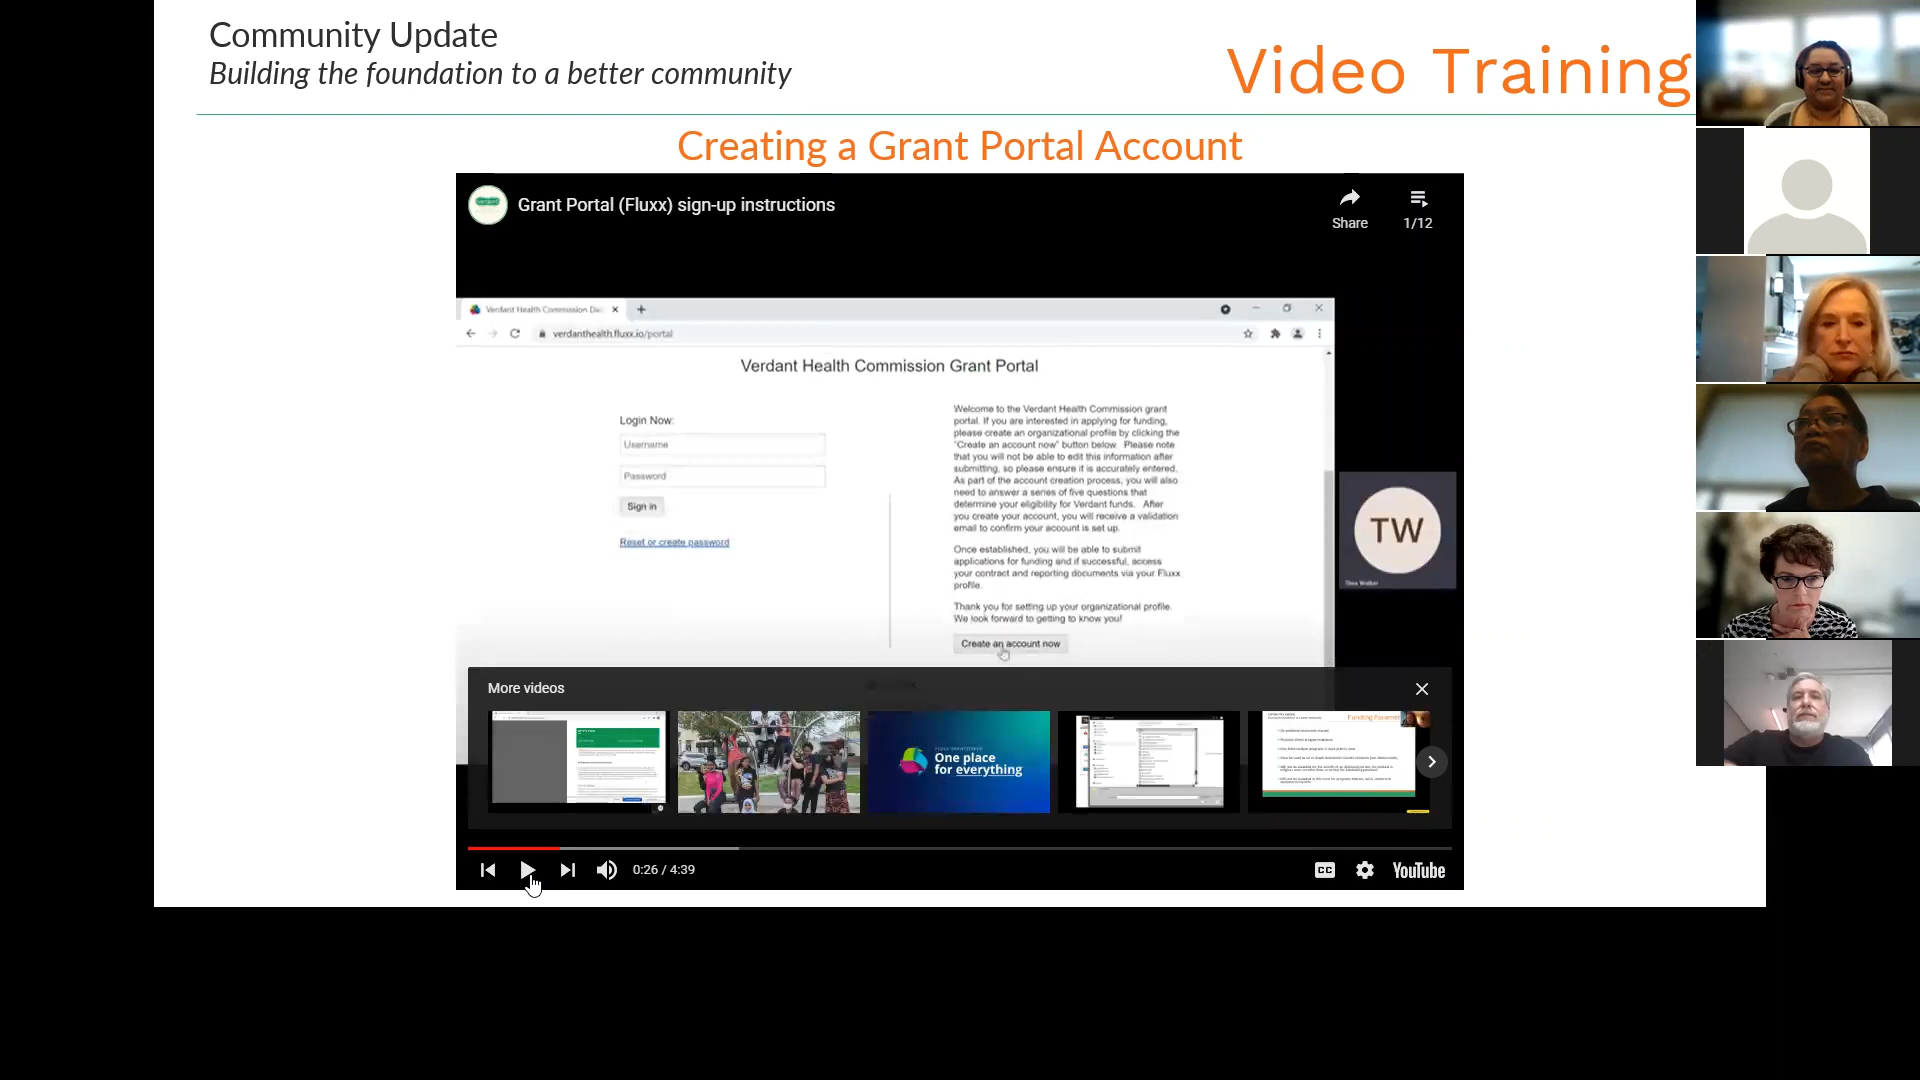 Community Update
Building the foundation to a better community
Video Training
Creating a Grant Portal Account
Grant Portal (Fluxx) sign-up instructions
Share
1/12
Verdant Health Commission Das
verdanthealth.fluxx.io/portal
Verdant Health Commission Grant Portal
Login Now:
Username
Password
Sign in
Reset or create password
Welcome to the Verdant Health Commission grant
portal. If you are interested in applying for funding,
please create an organizational profile by clicking the
"Create an account now" button below. Please note
that you will not be able to edit this information after
submitting, so please ensure it is accurately entered.
As part of the account creation process, you will also
need to answer a series of five questions that
determine your eligibility for Verdant funds. After
you create your account, you will receive a validation
email to confirm your account is set up.
Once established, you will be able to submit
applications for funding and if successful, access
your contract and reporting documents via your Fluxx
profile.
Thank you for setting up your organizational profile.
We look forward to getting to know you!
Create an account now
TW
More videos
One place
for everything
0:26 / 4:39
CC
YouTube